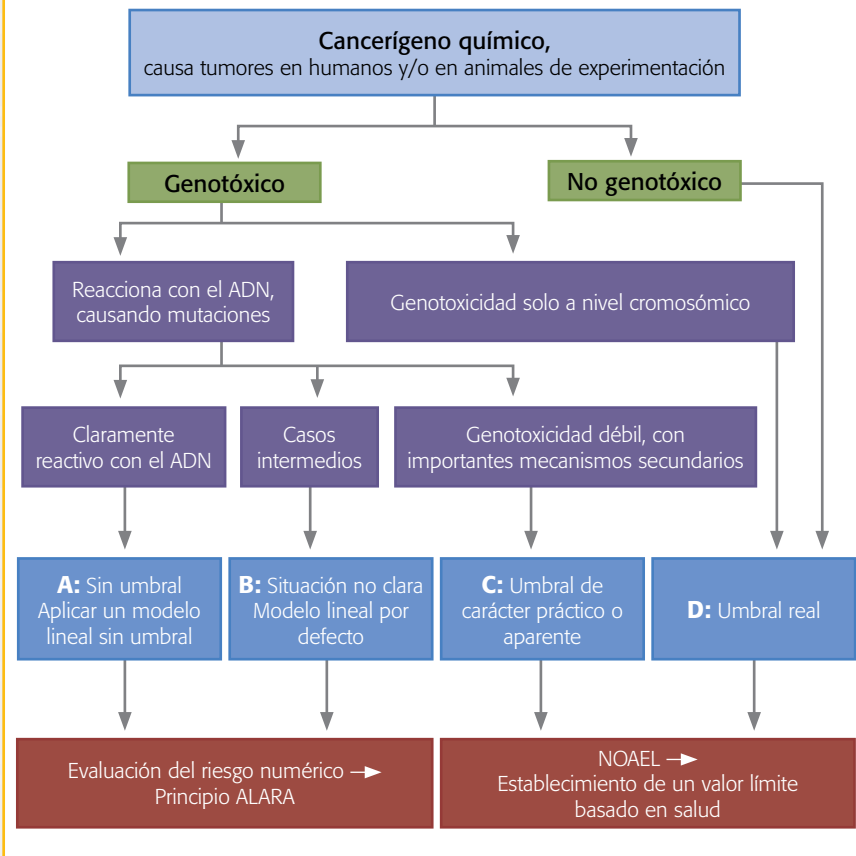 Cancerígeno químico,
causa tumores en humanos y/o en animales de experimentación
Genotóxico
No genotóxico
Reacciona con el ADN,
causando mutaciones
Genotoxicidad solo a nivel cromosómico
Claramente
reactivo con el ADN
Casos
intermedios
Genotoxicidad débil, con
importantes mecanismos secundarios
A: Sin umbral
Aplicar un modelo
lineal sin umbral
B: Situación no clara
Modelo lineal por
defecto
C: Umbral de
carácter práctico o
aparente
D: Umbral real
Evaluación del riesgo numérico →
Principio ALARA
NOAEL →
Establecimiento de un valor límite
basado en salud